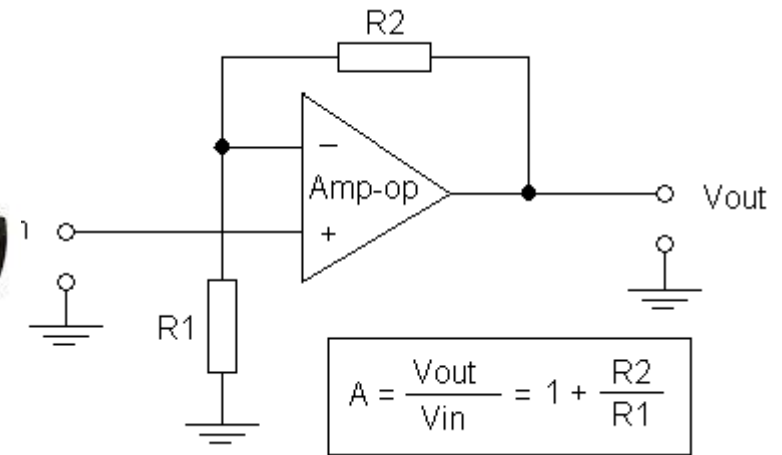 R2
−
Amp-op
+
Vout
R1
A = Vout / Vin = 1 + R2 / R1